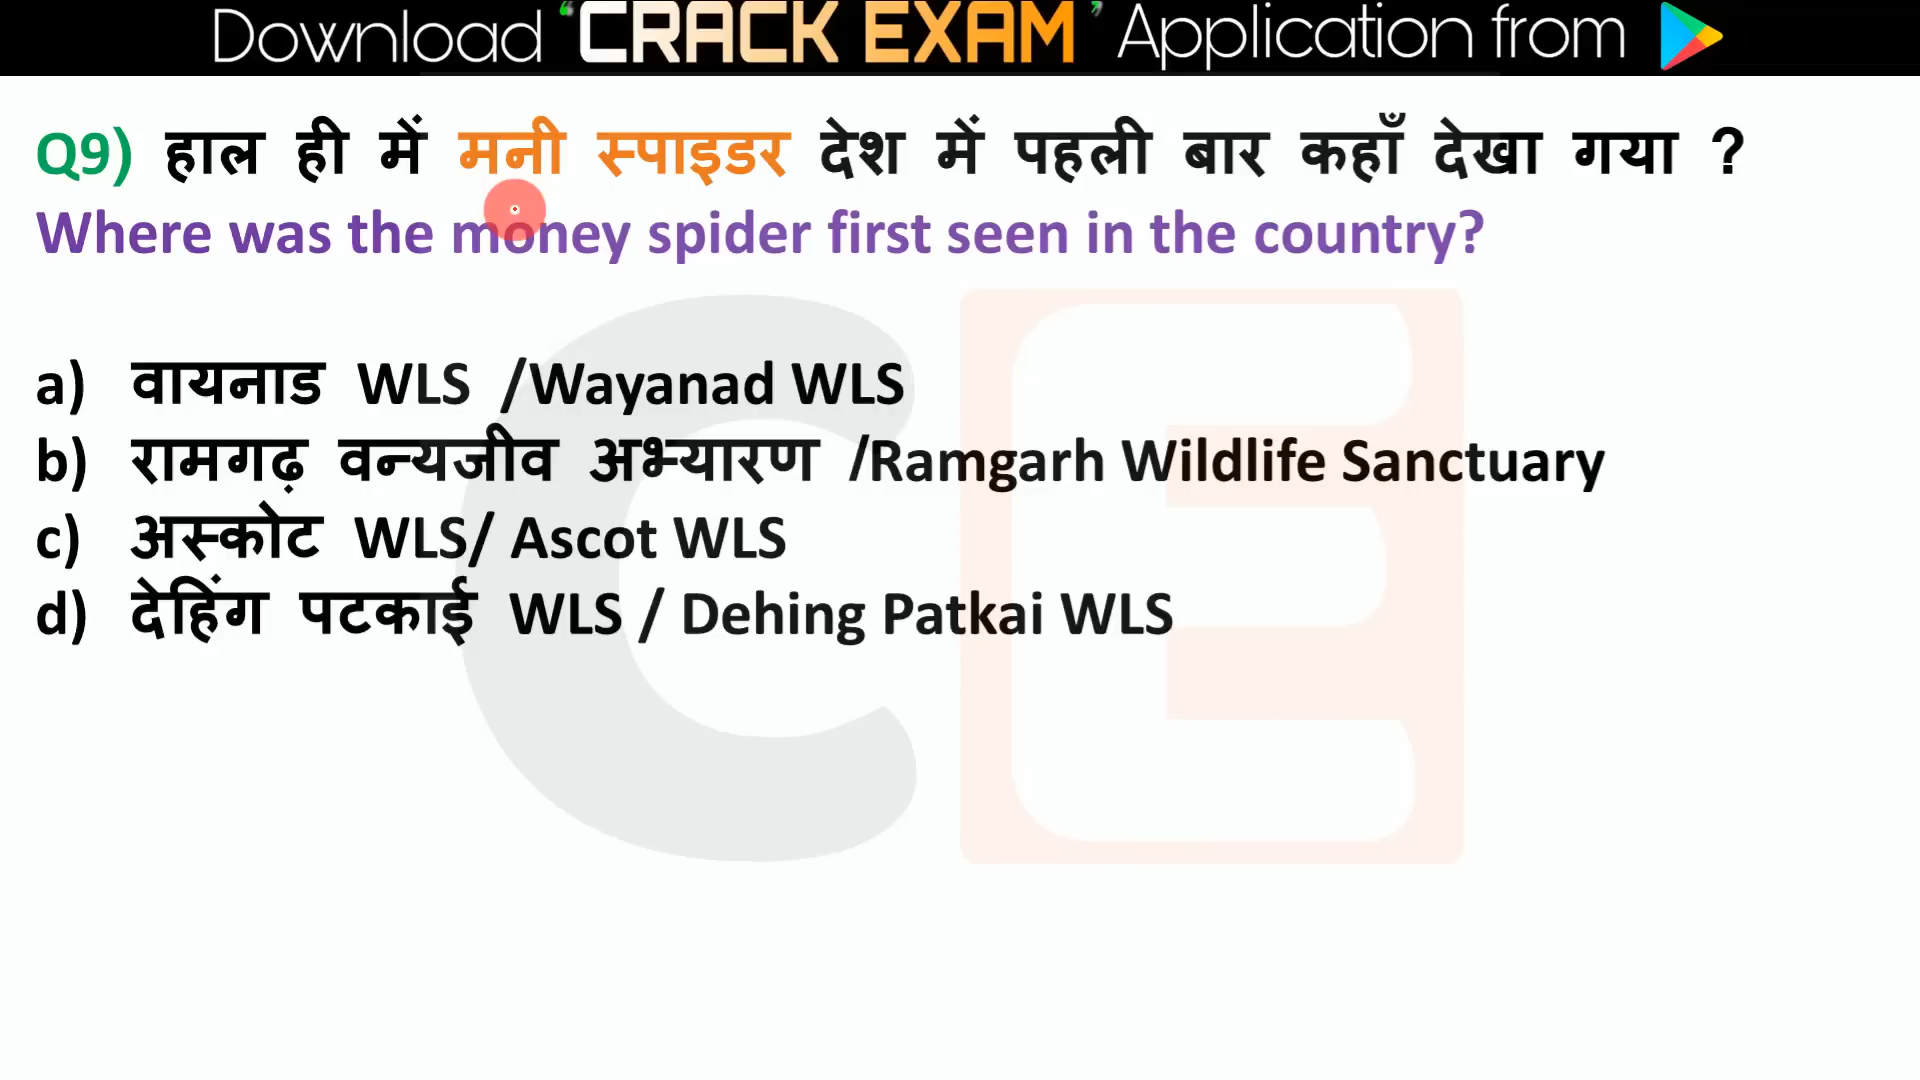 Download ‘CRACK EXAM’ Application from
Q9) हाल ही में मनी स्पाइडर देश में पहली बार कहाँ देखा गया ?
Where was the money spider first seen in the country?
a) वायनाड WLS /Wayanad WLS
b) रामगढ़ वन्यजीव अभ्यारण /Ramgarh Wildlife Sanctuary
c) अस्कोट WLS/ Ascot WLS
d) देहिंग पटकाई WLS / Dehing Patkai WLS
CE